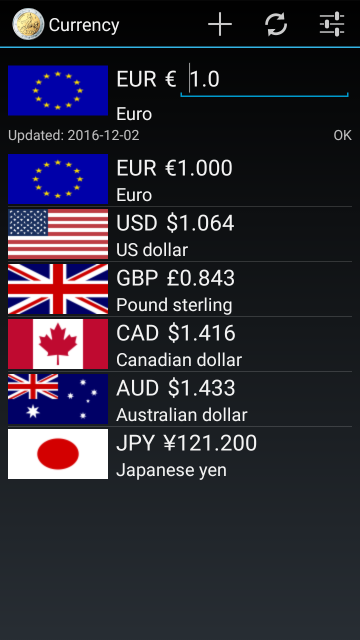 Currency
EUR € 1.0
Euro
Updated: 2016-12-02 OK
EUR €1.000
Euro
USD $1.064
US dollar
GBP £0.843
Pound sterling
CAD $1.416
Canadian dollar
AUD $1.433
Australian dollar
JPY ¥121.200
Japanese yen